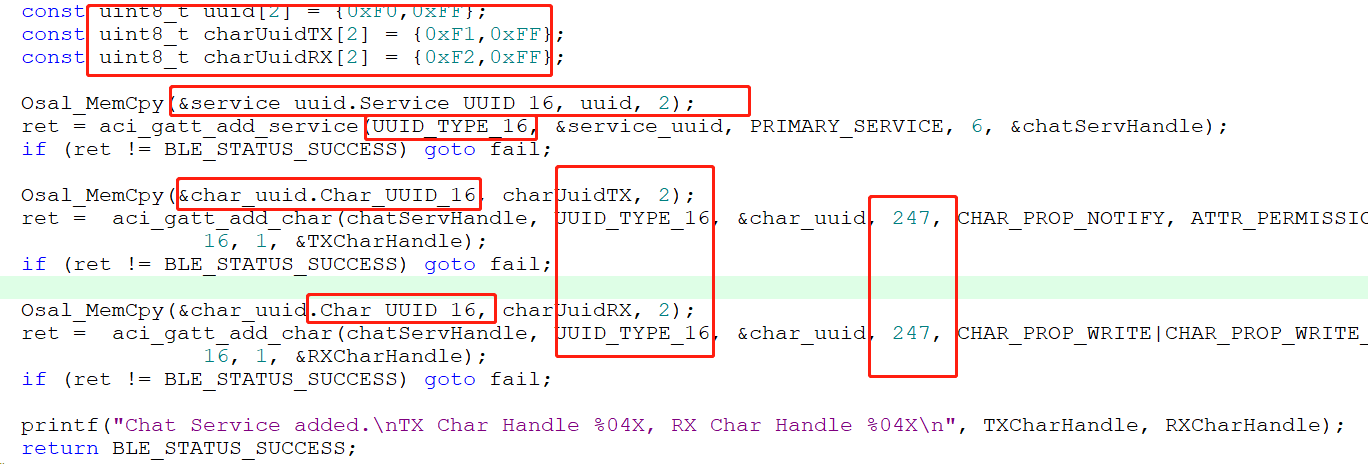 const uint8_t uuid[2] = {0xF0,0xFF};
const uint8_t charUuidTX[2] = {0xF1,0xFF};
const uint8_t charUuidRX[2] = {0xF2,0xFF};
Osal_MemCpy(&service_uuid.Service_UUID_16, uuid, 2);
ret = aci_gatt_add_service(UUID_TYPE_16, &service_uuid, PRIMARY_SERVICE, 6, &chatServHandle);
if (ret != BLE_STATUS_SUCCESS) goto fail;
Osal_MemCpy(&char_uuid.Char_UUID_16, charUuidTX, 2);
ret =  aci_gatt_add_char(chatServHandle, UUID_TYPE_16, &char_uuid, 247, CHAR_PROP_NOTIFY, ATTR_PERMISSIO
16, 1, &TXCharHandle);
if (ret != BLE_STATUS_SUCCESS) goto fail;
Osal_MemCpy(&char_uuid.Char_UUID_16, charUuidRX, 2);
ret =  aci_gatt_add_char(chatServHandle, UUID_TYPE_16, &char_uuid, 247, CHAR_PROP_WRITE|CHAR_PROP_WRITE_
16, 1, &RXCharHandle);
if (ret != BLE_STATUS_SUCCESS) goto fail;
printf("Chat Service added.\nTX Char Handle %04X, RX Char Handle %04X\n", TXCharHandle, RXCharHandle);
return BLE_STATUS_SUCCESS;